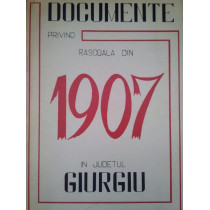 DOCUMENTE
PRIVIND
RASCOALA DIN
1907
IN JUDETUL
GIURGIU